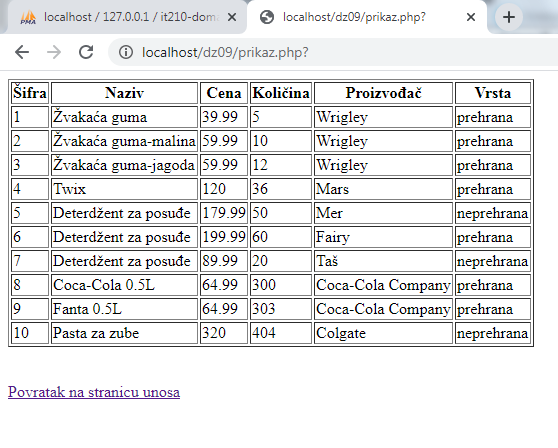 PMA localhost / 127.0.0.1 / it210-dom
localhost/dz09/prikaz.php?
localhost/dz09/prikaz.php?
Šifra Naziv Cena Količina Proizvođač Vrsta
1 Žvakaća guma 39.99 5 Wrigley prehrana
2 Žvakaća guma-malina 59.99 10 Wrigley prehrana
3 Žvakaća guma-jagoda 59.99 12 Wrigley prehrana
4 Twix 120 36 Mars prehrana
5 Deterdžent za posuđe 179.99 50 Mer neprehrana
6 Deterdžent za posuđe 199.99 60 Fairy prehrana
7 Deterdžent za posuđe 89.99 20 Taš neprehrana
8 Coca-Cola 0.5L 64.99 300 Coca-Cola Company prehrana
9 Fanta 0.5L 64.99 303 Coca-Cola Company prehrana
10 Pasta za zube 320 404 Colgate neprehrana
Povratak na stranicu unosa